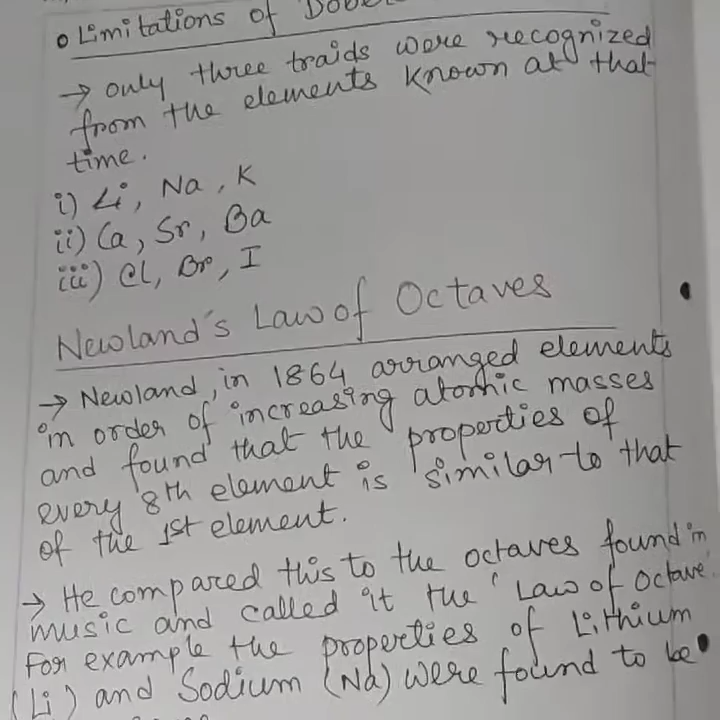 o Limitations of Dobe
→ only three traids were recognized
from the elements known at that
time.
i) Li, Na, K
ii) Ca, Sr, Ba
iii) Cl, Br, I
Newland's Law of Octaves
→ Newland, in 1864 arranged elements
in order of increasing atomic masses
and found that the properties of
every 8th element is similar to that
of the 1st element.
→ He compared this to the octaves found in
music and called it the 'Law of Octave
For example the properties of Lithium
(Li) and Sodium (Na) were found to be